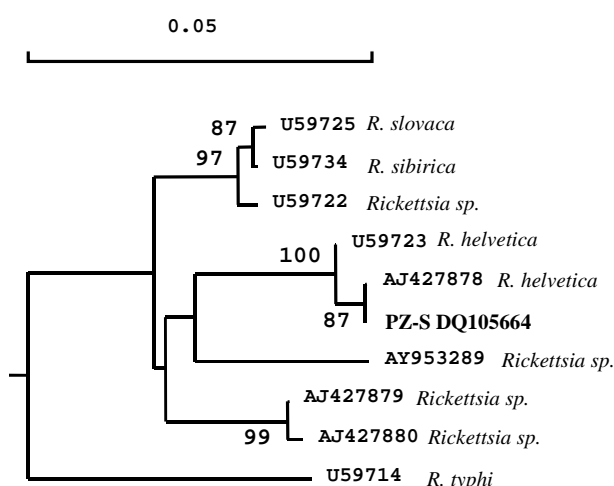 0.05
87 U59725 R. slovaca
97 U59734 R. sibirica
U59722 Rickettsia sp.
U59723 R. helvetica
100
AJ427878 R. helvetica
87 PZ-S DQ105664
AY953289 Rickettsia sp.
AJ427879 Rickettsia sp.
99 AJ427880 Rickettsia sp.
U59714 R. typhi